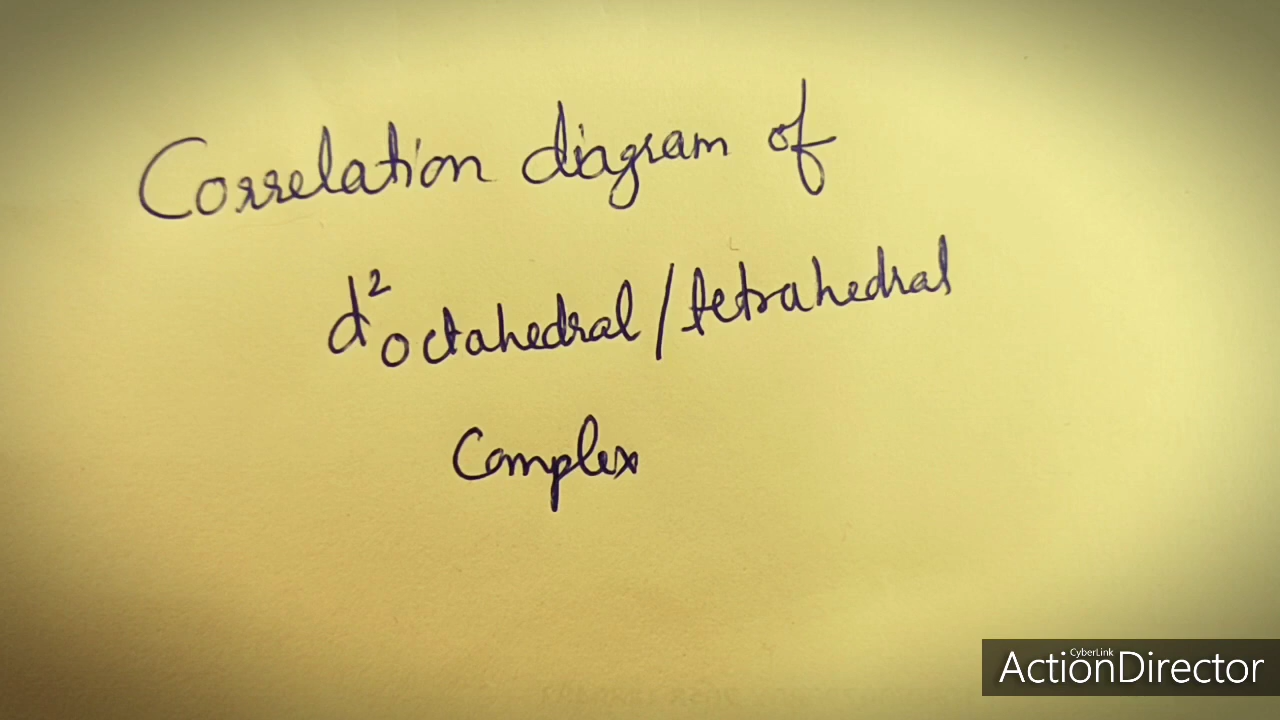 Correlation diagram of
d² octahedral/tetrahedral
Complex
CyberLink
ActionDirector